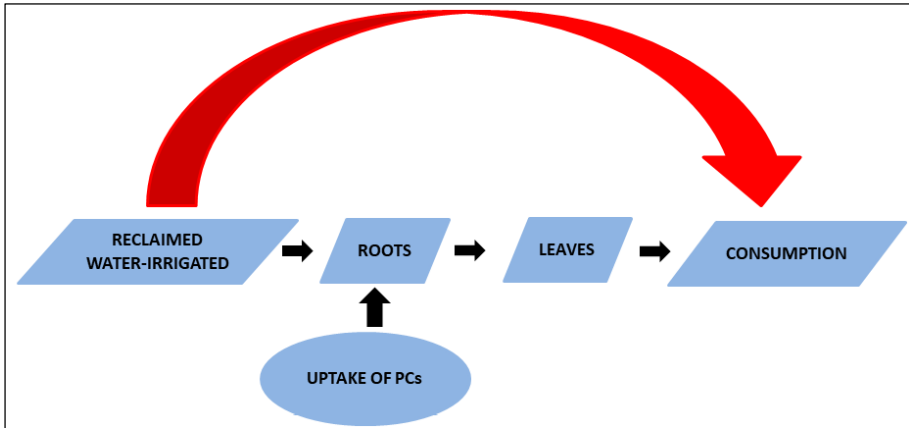 RECLAIMED
WATER-IRRIGATED
ROOTS
LEAVES
CONSUMPTION
UPTAKE OF PCs